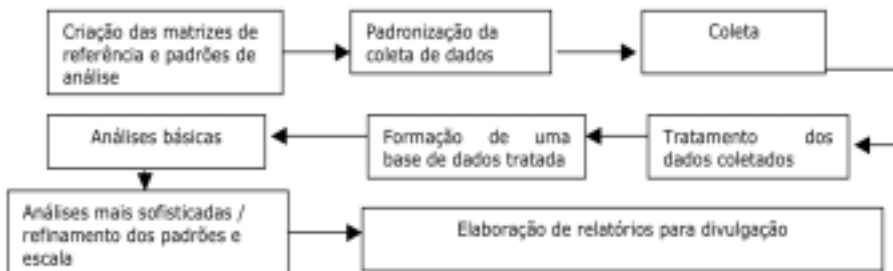 Criação das matrizes de
referência e padrões de
análise
Padronização da
coleta de dados
Coleta
Tratamento dos
dados coletados
Formação de uma
base de dados tratada
Análises básicas
Análises mais sofisticadas /
refinamento dos padrões e
escala
Elaboração de relatórios para divulgação